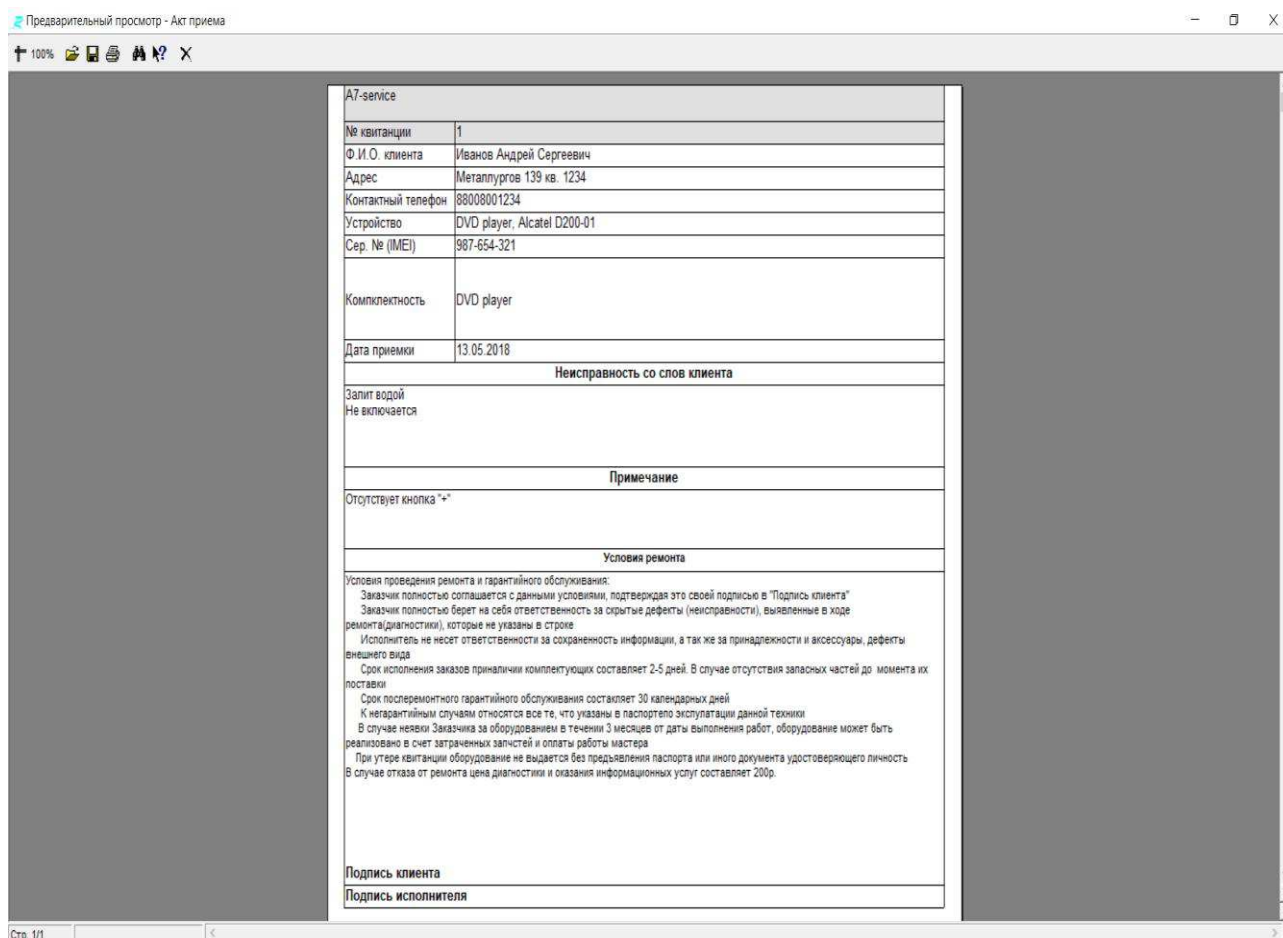 Предварительный просмотр - Акт приема
100%
A7-service
№ квитанции 1
Ф.И.О. клиента Иванов Андрей Сергеевич
Адрес Металлургов 139 кв. 1234
Контактный телефон 88008001234
Устройство DVD player, Alcatel D200-01
Сер. № (IMEI) 987-654-321
Компклектность DVD player
Дата приемки 13.05.2018
Неисправность со слов клиента
Залит водой
Не включается
Примечание
Отсутствует кнопка "+"
Условия ремонта
Условия проведения ремонта и гарантийного обслуживания:
Заказчик полностью соглашается с данными условиями, подтверждая это своей подписью в "Подпись клиента"
Заказчик полностью берет на себя ответственность за скрытые дефекты (неисправности), выявленные в ходе
ремонта(диагностики), которые не указаны в строке
Исполнитель не несет ответственности за сохраненность информации, а так же за принадлежности и аксессуары, дефекты
внешнего вида
Срок исполнения заказов приналичии комплектующих составляет 2-5 дней. В случае отсутствия запасных частей до момента их
поставки
Срок послеремонтного гарантийного обслуживания состакляет 30 календарных дней
К негарантийным случаям относятся все те, что указаны в паспортепо экспулатации данной техники
В случае неявки Заказчика за оборудованием в течении 3 месяцев от даты выполнения работ, оборудование может быть
реализовано в счет затраченных запчстей и оплаты работы мастера
При утере квитанции оборудование не выдается без предъявления паспорта или иного документа удостоверяющего личность
В случае отказа от ремонта цена диагностики и оказания информационных услуг составляет 200р.
Подпись клиента
Подпись исполнителя
Стр. 1/1